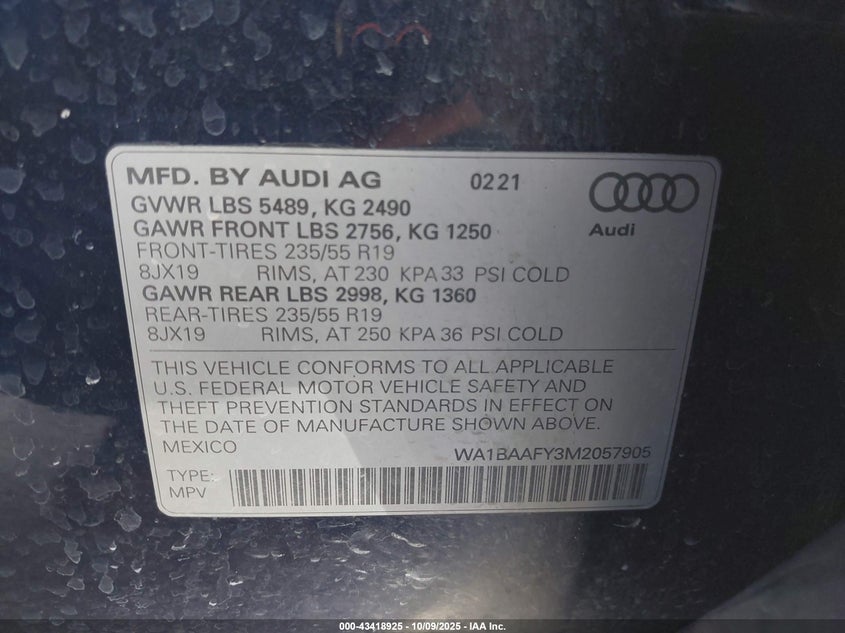 MFD. BY AUDI AG 0221
GVWR LBS 5489, KG 2490
GAWR FRONT LBS 2756, KG 1250
Audi
FRONT-TIRES 235/55 R19
8JX19 RIMS, AT 230 KPA 33 PSI COLD
GAWR REAR LBS 2998, KG 1360
REAR-TIRES 235/55 R19
8JX19 RIMS, AT 250 KPA 36 PSI COLD
THIS VEHICLE CONFORMS TO ALL APPLICABLE
U.S. FEDERAL MOTOR VEHICLE SAFETY AND
THEFT PREVENTION STANDARDS IN EFFECT ON
THE DATE OF MANUFACTURE SHOWN ABOVE.
MEXICO WA1BAAFY3M2057905
TYPE:
MPV
000-43418925 - 10/09/2025 - IAA Inc.